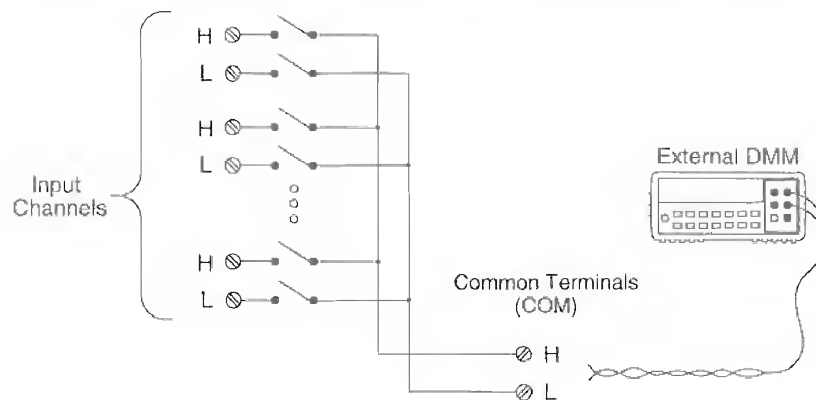 H
L
H
L
Input
Channels
H
L
External DMM
Common Terminals
(COM)
H
L